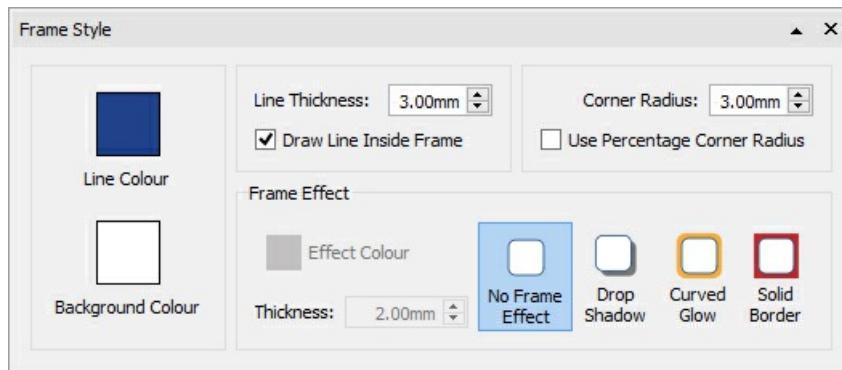 Frame Style
Line Thickness: 3.00mm
Draw Line Inside Frame
Corner Radius: 3.00mm
Use Percentage Corner Radius
Line Colour
Background Colour
Frame Effect
Effect Colour
Thickness: 2.00mm
No Frame
Effect
Drop
Shadow
Curved
Glow
Solid
Border